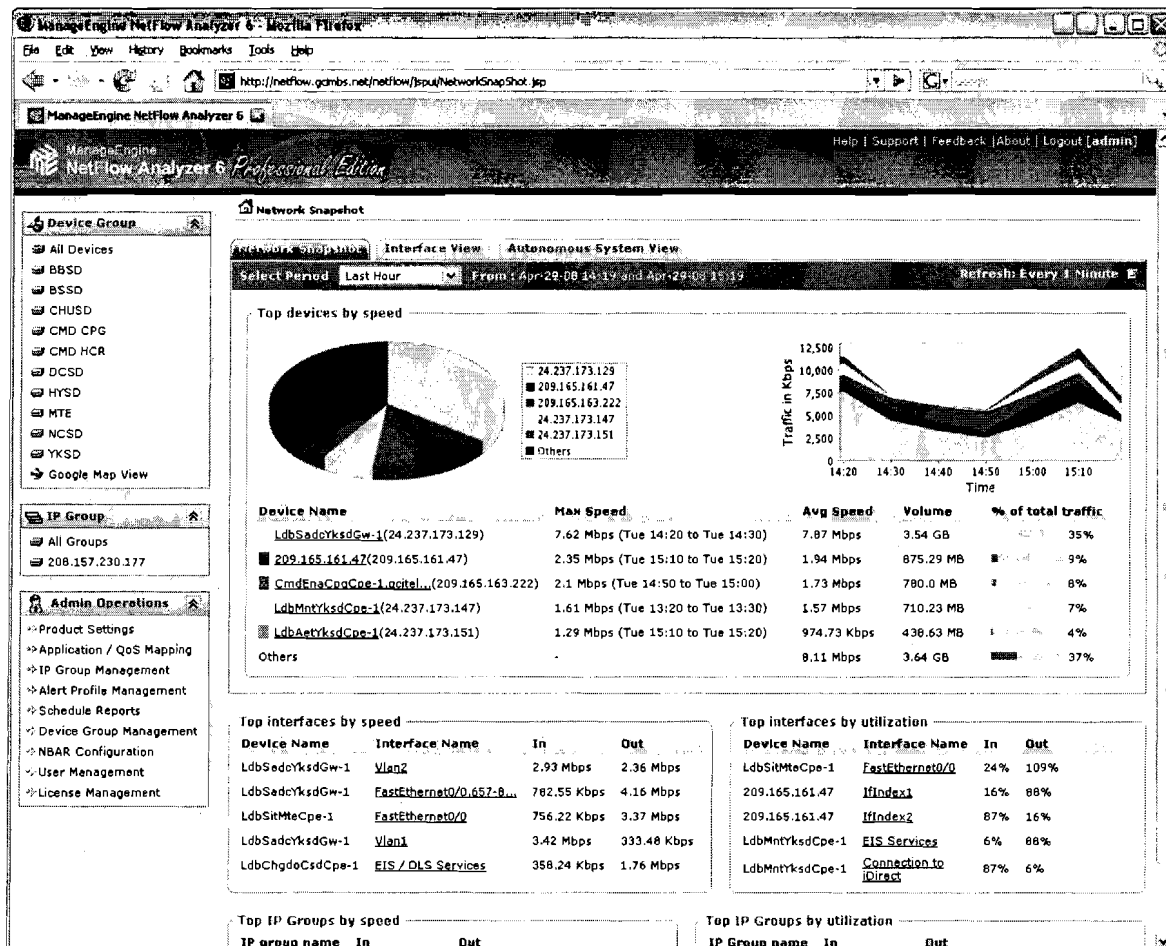 ManageEngine NetFlow Analyzer 6 - Mozilla Firefox
File Edit View History Bookmarks Tools Help
http://netflow.gcimbs.net/netflow/jspui/NetworkSnapShot.jsp
ManageEngine NetFlow Analyzer 6
Help | Support | Feedback |About | Logout [admin]
ManageEngine
NetFlow Analyzer 6 Professional Edition
Network Snapshot
Device Group
All Devices
BBSD
BSSD
CHUSD
CMD CPG
CMD HCR
DCSD
HYSD
MTE
NCSD
YKSD
Google Map View
IP Group
All Groups
208.157.230.177
Admin Operations
Product Settings
Application / QoS Mapping
IP Group Management
Alert Profile Management
Schedule Reports
Device Group Management
NBAR Configuration
User Management
License Management
Network Snapshot Interface View Autonomous System View
Select Period Last Hour From : Apr-29-08 14:19 and Apr-29-08 15:19 Refresh: Every 1 Minute
Top devices by speed
24.237.173.129
209.165.161.47
209.165.163.222
24.237.173.147
24.237.173.151
Others
Traffic in Kbps
12,500
10,000
7,500
5,000
2,500
0
14:20 14:30 14:40 14:50 15:00 15:10
Time
Device Name Max Speed Avg Speed Volume % of total traffic
LdbSadcYksdGw-1(24.237.173.129) 7.62 Mbps (Tue 14:20 to Tue 14:30) 7.87 Mbps 3.54 GB 35%
209.165.161.47(209.165.161.47) 2.35 Mbps (Tue 15:10 to Tue 15:20) 1.94 Mbps 875.29 MB 9%
CmdEnaCpgCpe-1.gcitel...(209.165.163.222) 2.1 Mbps (Tue 14:50 to Tue 15:00) 1.73 Mbps 780.0 MB 8%
LdbMntYksdCpe-1(24.237.173.147) 1.61 Mbps (Tue 13:20 to Tue 13:30) 1.57 Mbps 710.23 MB 7%
LdbAetYksdCpe-1(24.237.173.151) 1.29 Mbps (Tue 15:10 to Tue 15:20) 974.73 Kbps 438.63 MB 4%
Others - 8.11 Mbps 3.64 GB 37%
Top interfaces by speed
Device Name Interface Name In Out
LdbSadcYksdGw-1 Vlan2 2.93 Mbps 2.36 Mbps
LdbSadcYksdGw-1 FastEthernet0/0.657-8... 782.55 Kbps 4.16 Mbps
LdbSitMteCpe-1 FastEthernet0/0 756.22 Kbps 3.37 Mbps
LdbSadcYksdGw-1 Vlan1 3.42 Mbps 333.48 Kbps
LdbChgdoCsdCpe-1 EIS / DLS Services 358.24 Kbps 1.76 Mbps
Top interfaces by utilization
Device Name Interface Name In Out
LdbSitMteCpe-1 FastEthernet0/0 24% 109%
209.165.161.47 IfIndex1 16% 88%
209.165.161.47 IfIndex2 87% 16%
LdbMntYksdCpe-1 EIS Services 6% 88%
LdbMntYksdCpe-1 Connection to iDirect 87% 6%
Top IP Groups by speed
IP group name In Out
Top IP Groups by utilization
IP Group name In Out